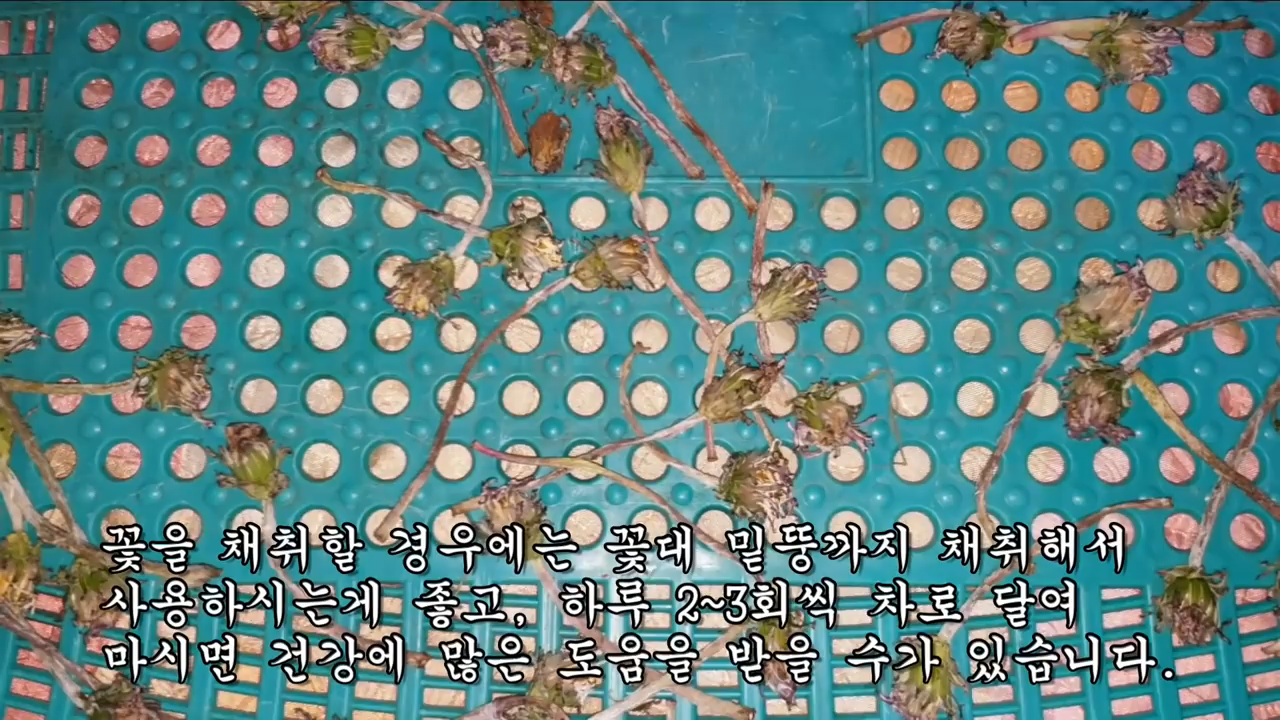 꽃을 채취할 경우에는 꽃대 밑뚱까지 채취해서
사용하시는게 좋고, 하루 2~3회씩 차로 달여
마시면 건강에 많은 도움을 받을 수가 있습니다.